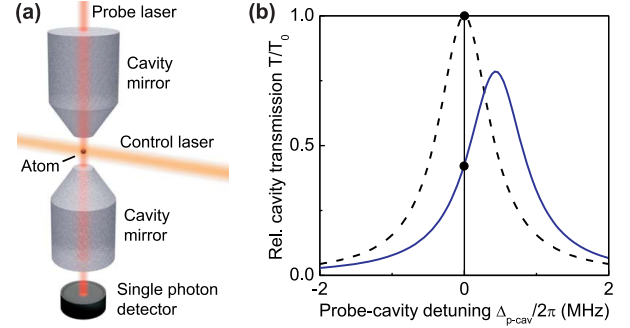 (a)
Probe laser
Cavity
mirror
Control laser
Atom
Cavity
mirror
Single photon
detector
(b)
Rel. cavity transmission T/T₀
1.0
0.5
0.0
-2
-1
0
1
2
Probe-cavity detuning Δp-cav/2π (MHz)